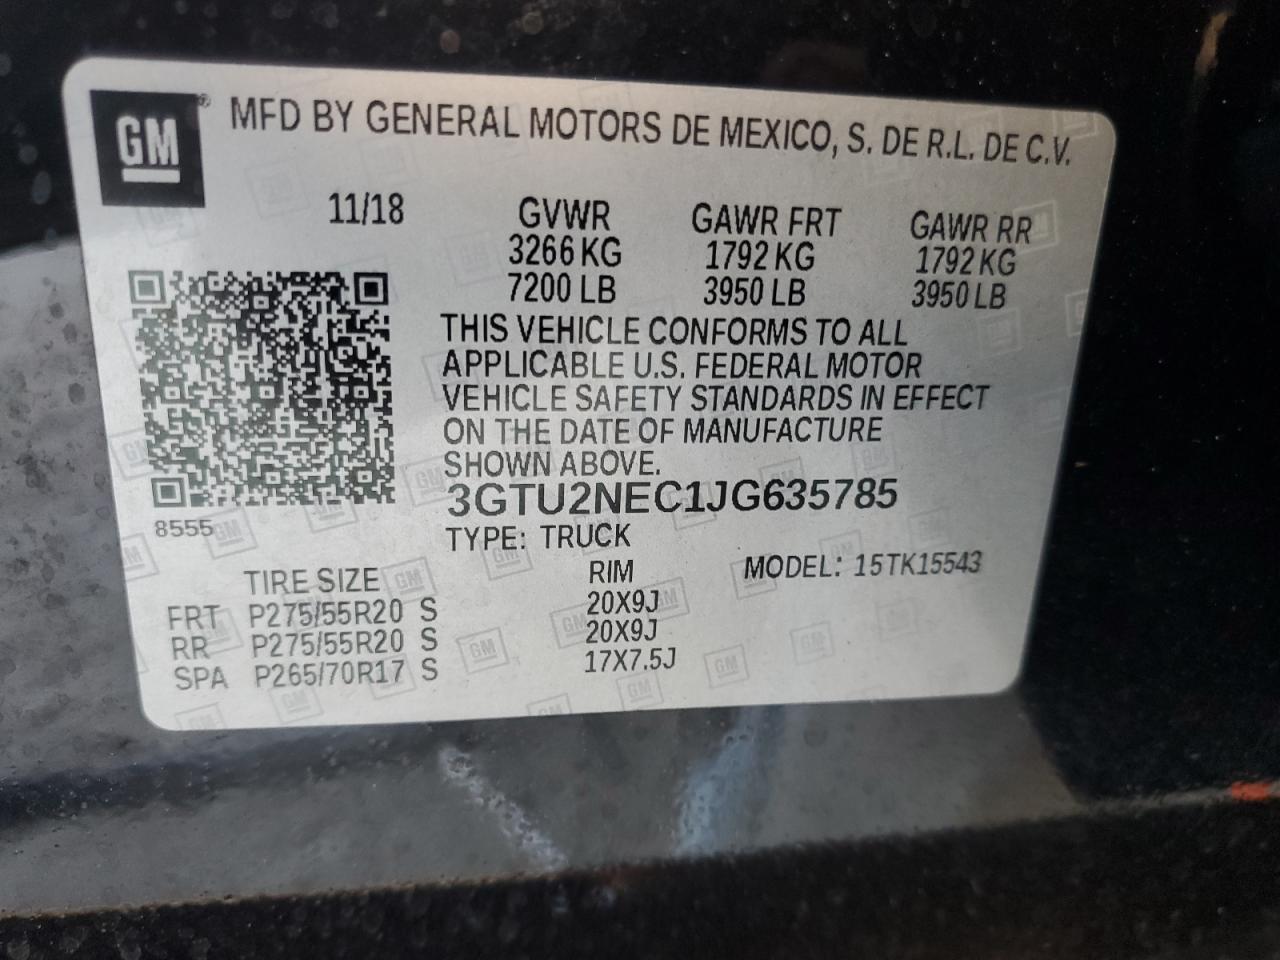 GM ® MFD BY GENERAL MOTORS DE MEXICO, S. DE R.L. DE C.V.
11/18 GVWR GAWR FRT GAWR RR
3266 KG 1792 KG 1792 KG
7200 LB 3950 LB 3950 LB
THIS VEHICLE CONFORMS TO ALL
APPLICABLE U.S. FEDERAL MOTOR
VEHICLE SAFETY STANDARDS IN EFFECT
ON THE DATE OF MANUFACTURE
SHOWN ABOVE.
3GTU2NEC1JG635785
8555
TYPE: TRUCK
TIRE SIZE RIM MODEL: 15TK15543
FRT P275/55R20 S 20X9J
RR P275/55R20 S 20X9J
SPA P265/70R17 S 17X7.5J